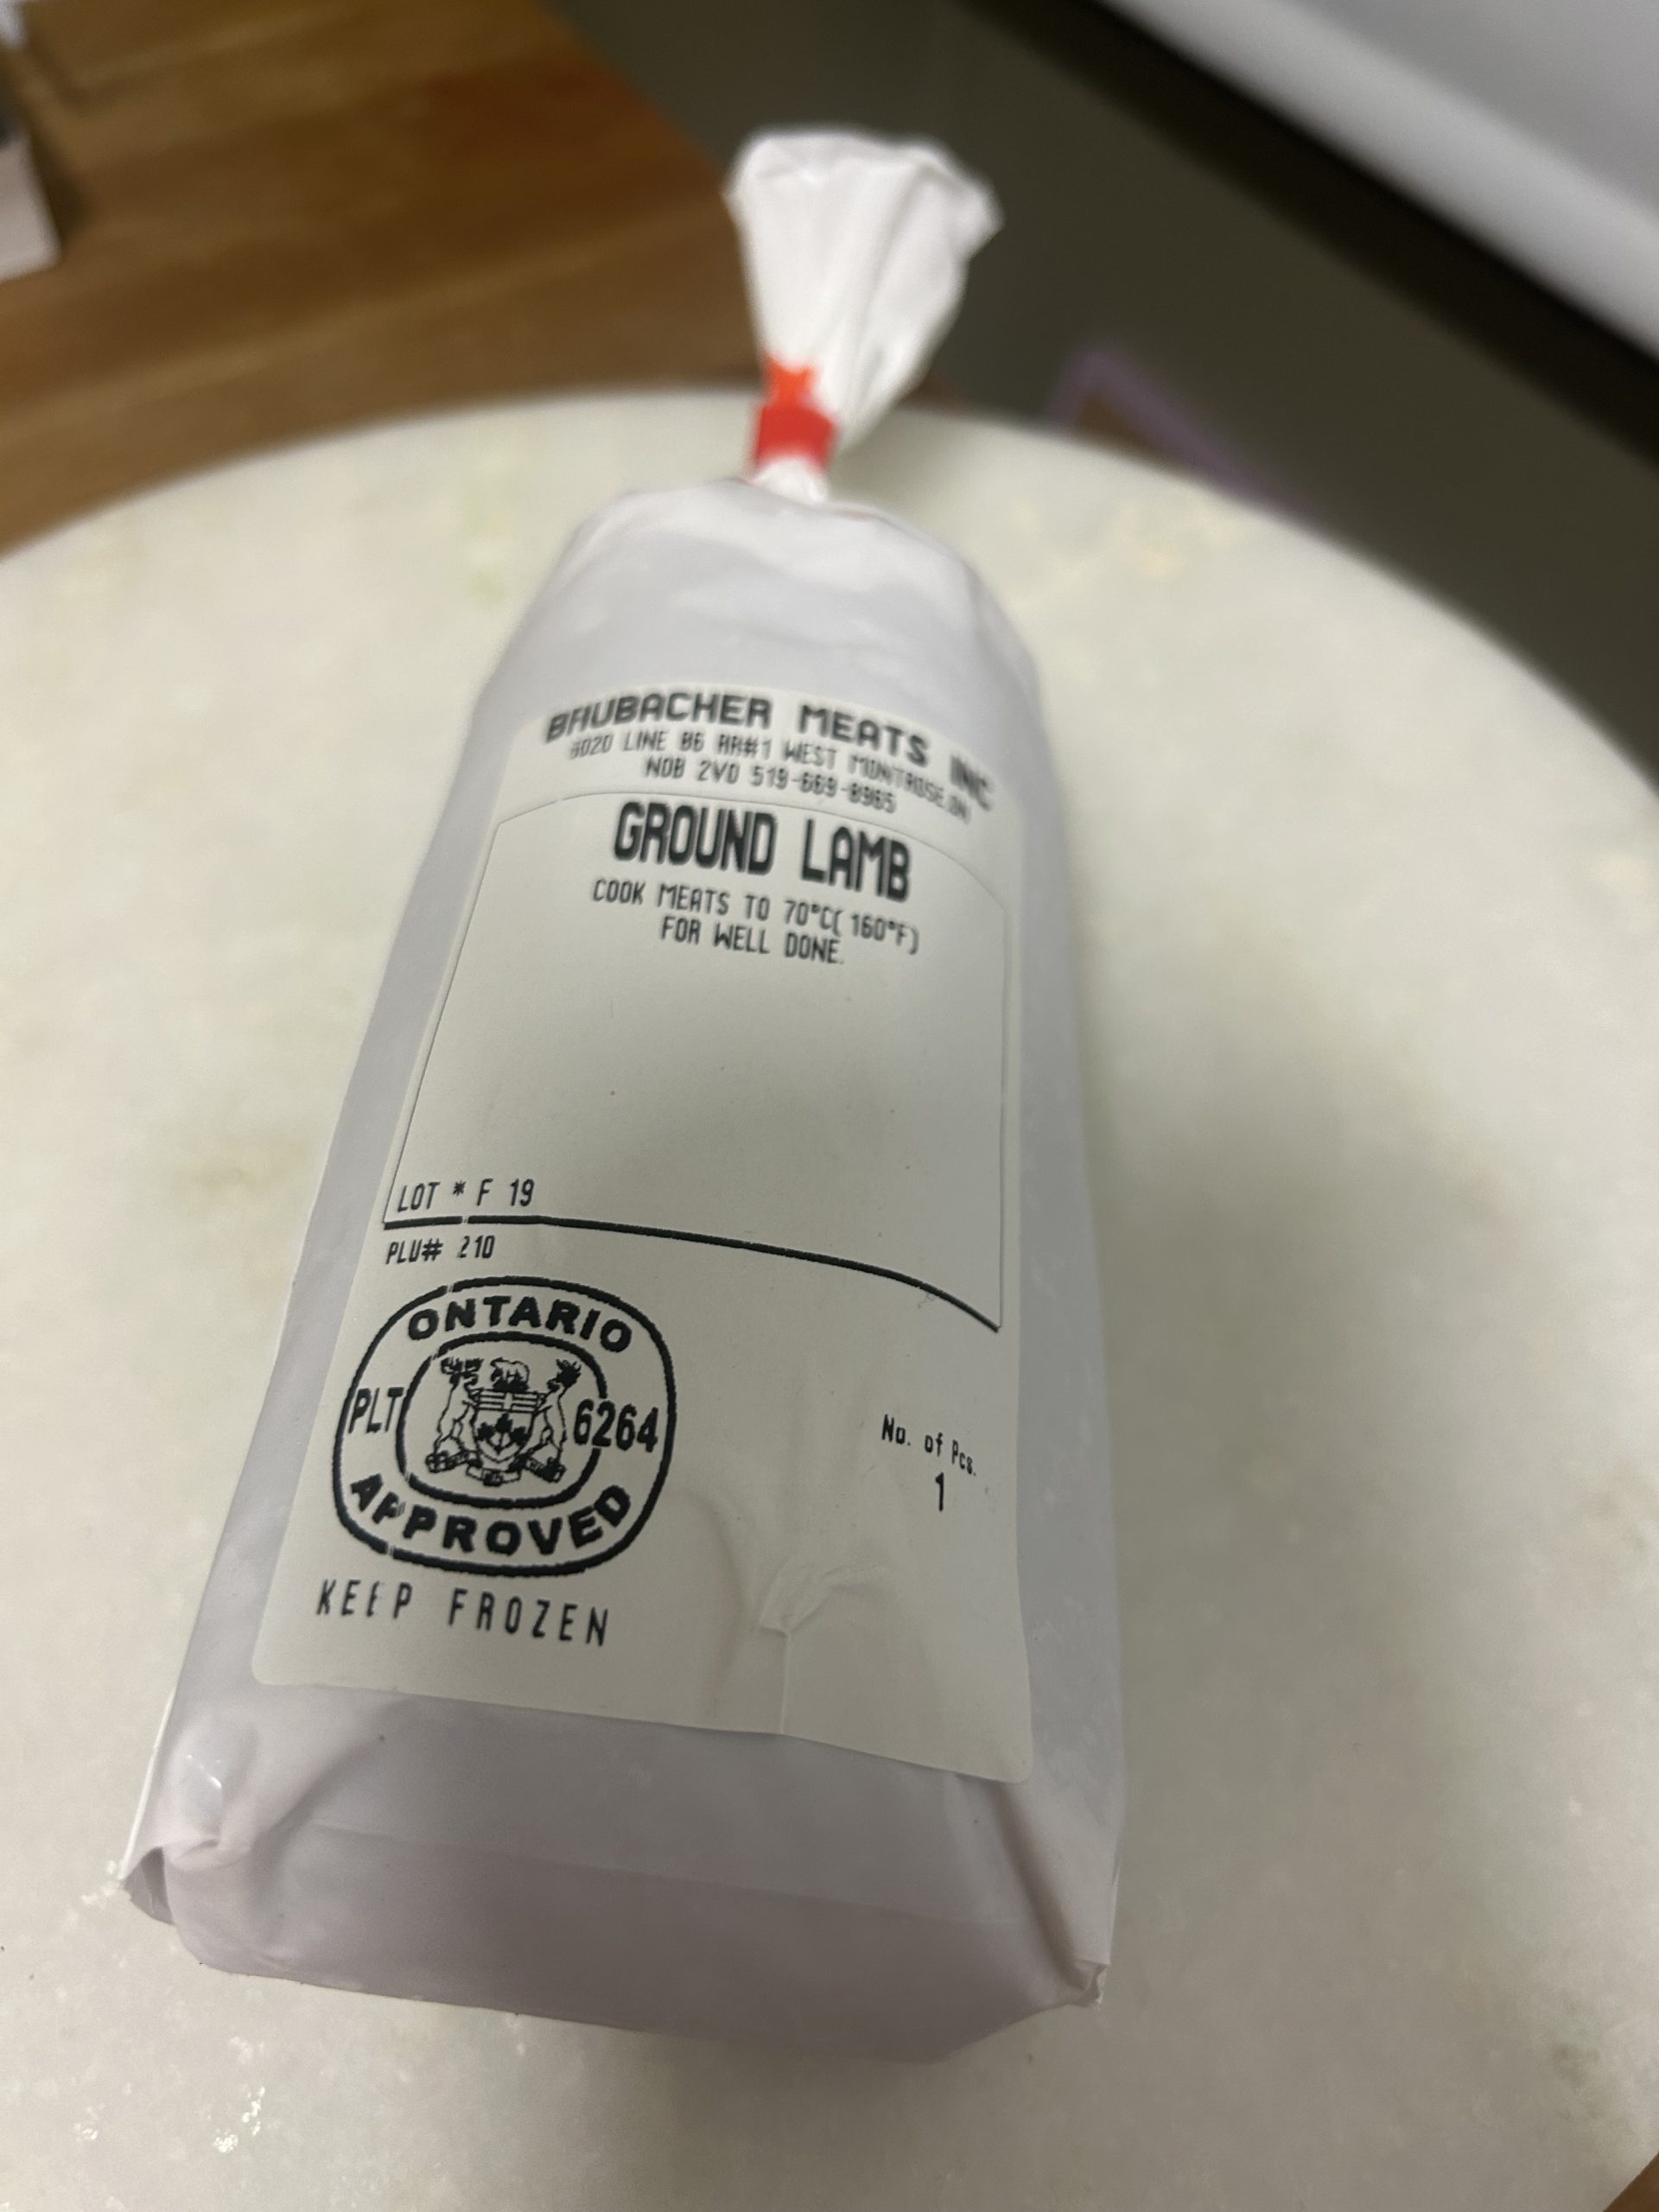 BRUBACHER MEATS INC
6020 LINE 86 RR#1 WEST MONTROSE, ON
N0B 2V0 519-669-8965
GROUND LAMB
COOK MEATS TO 70°C( 160°F)
FOR WELL DONE.
LOT * F 19
PLU# 210
ONTARIO
PLT 6264
APPROVED
No. of Pcs.
1
KEEP FROZEN